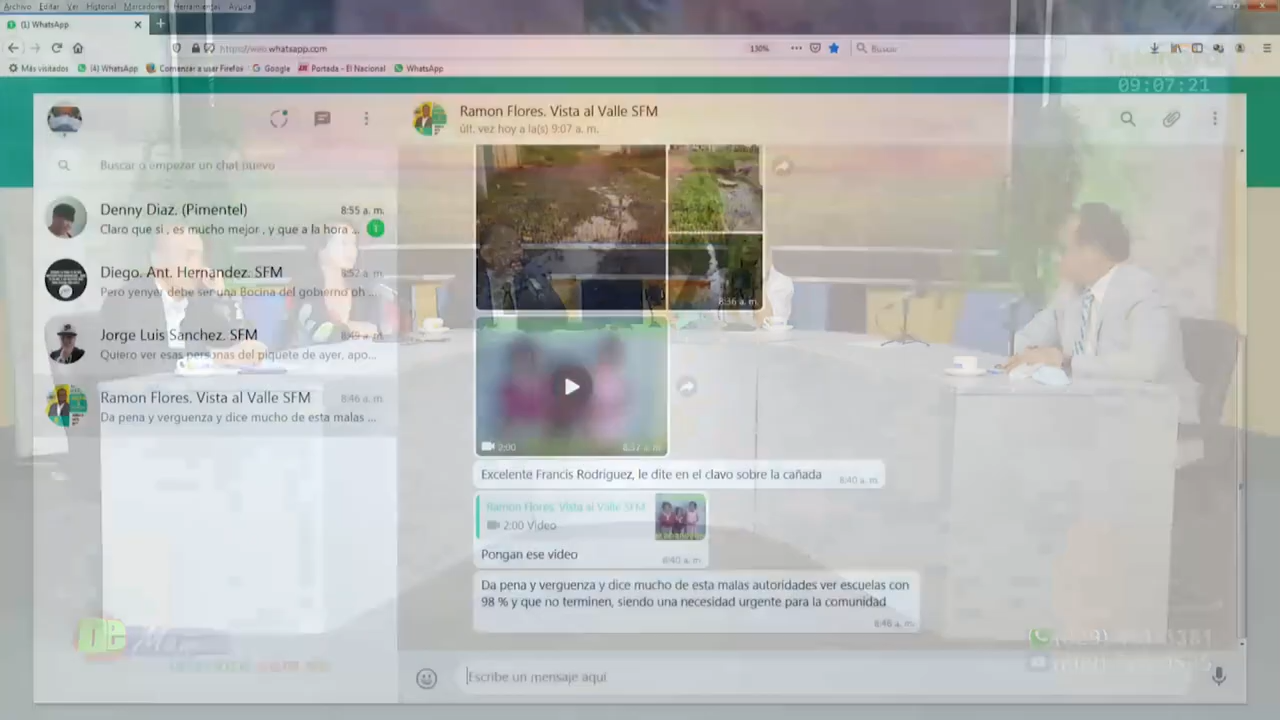 Archivo Editar Ver Historial Marcadores Herramientas Ayuda
(1) WhatsApp
https://web.whatsapp.com
130%
Buscar
Más visitados (4) WhatsApp Comenzar a usar Firefox Google Portada - El Nacional WhatsApp
09:07:21
Ramon Flores. Vista al Valle SFM
últ. vez hoy a la(s) 9:07 a. m.
Buscar o empezar un chat nuevo
Denny Diaz. (Pimentel) 8:55 a. m.
Claro que si , es mucho mejor , y que a la hora ... 1
Diego. Ant. Hernandez. SFM 8:52 a. m.
Pero yenyer debe ser una Bocina del gobierno ph ...
Jorge Luis Sanchez. SFM
Quiero ver esas personas del piquete de ayer, apo...
Ramon Flores. Vista al Valle SFM 8:46 a. m.
Da pena y verguenza y dice mucho de esta malas ...
8:36 a. m.
2:00 8:37 a. m.
Excelente Francis Rodriguez, le dite en el clavo sobre la cañada 8:40 a. m.
Ramon Flores. Vista al Valle SFM
2:00 Video
Pongan ese video 8:40 a. m.
Da pena y verguenza y dice mucho de esta malas autoridades ver escuelas con
98 % y que no terminen, siendo una necesidad urgente para la comunidad
8:46 a. m.
DE
Escribe un mensaje aquí